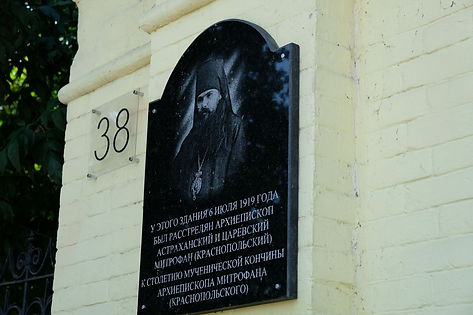 38
У ЭТОГО ЗДАНИЯ 6 ИЮЛЯ 1919 ГОДА
БЫЛ РАССТРЕЛЯН АРХИЕПИСКОП
АСТРАХАНСКИЙ И ЦАРЕВСКИЙ
МИТРОФАН (КРАСНОПОЛЬСКИЙ)
К СТОЛЕТИЮ МУЧЕНИЧЕСКОЙ КОНЧИНЫ
АРХИЕПИСКОПА МИТРОФАНА
(КРАСНОПОЛЬСКОГО)